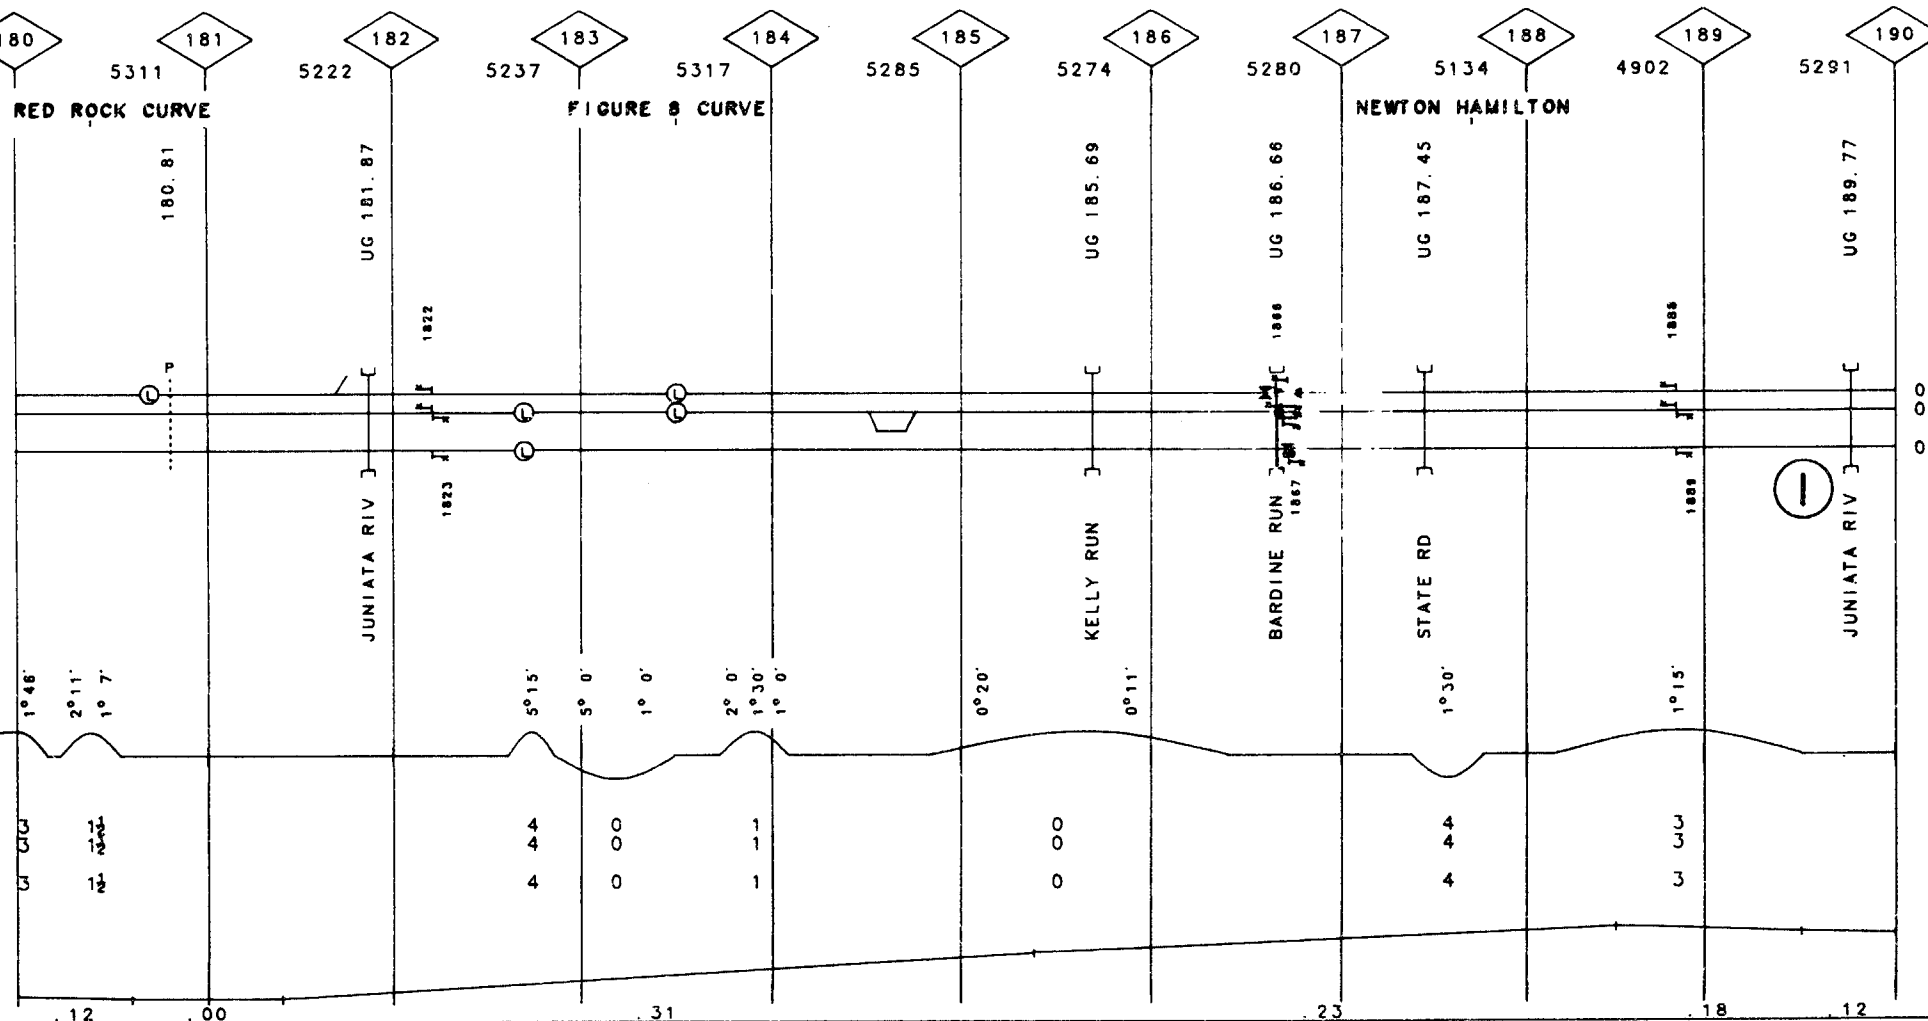 180 181 182 183 184 185 186 187 188 189 190
5311 5222 5237 5317 5285 5274 5280 5134 4902 5291
RED ROCK CURVE FIGURE 8 CURVE NEWTON HAMILTON
180.81
UG 181.87
UG 185.69
UG 186.66
UG 187.45
UG 189.77
1822
1888
P
L L
L L
L
0
0
0
1823
1867
1889
JUNIATA RIV
KELLY RUN
BARDINE RUN
STATE RD
JUNIATA RIV
1°46'
2°11'
1° 7'
5°15'
5° 0'
1° 0'
2° 0'
1°30'
1° 0'
0°20'
0°11'
1°30'
1°15'
3 1½ 4 0 1 0 4 3
3 1½ 4 0 1 0 4 3
3 1½ 4 0 1 4 3
.12 .00 .31 .23 .18 .12